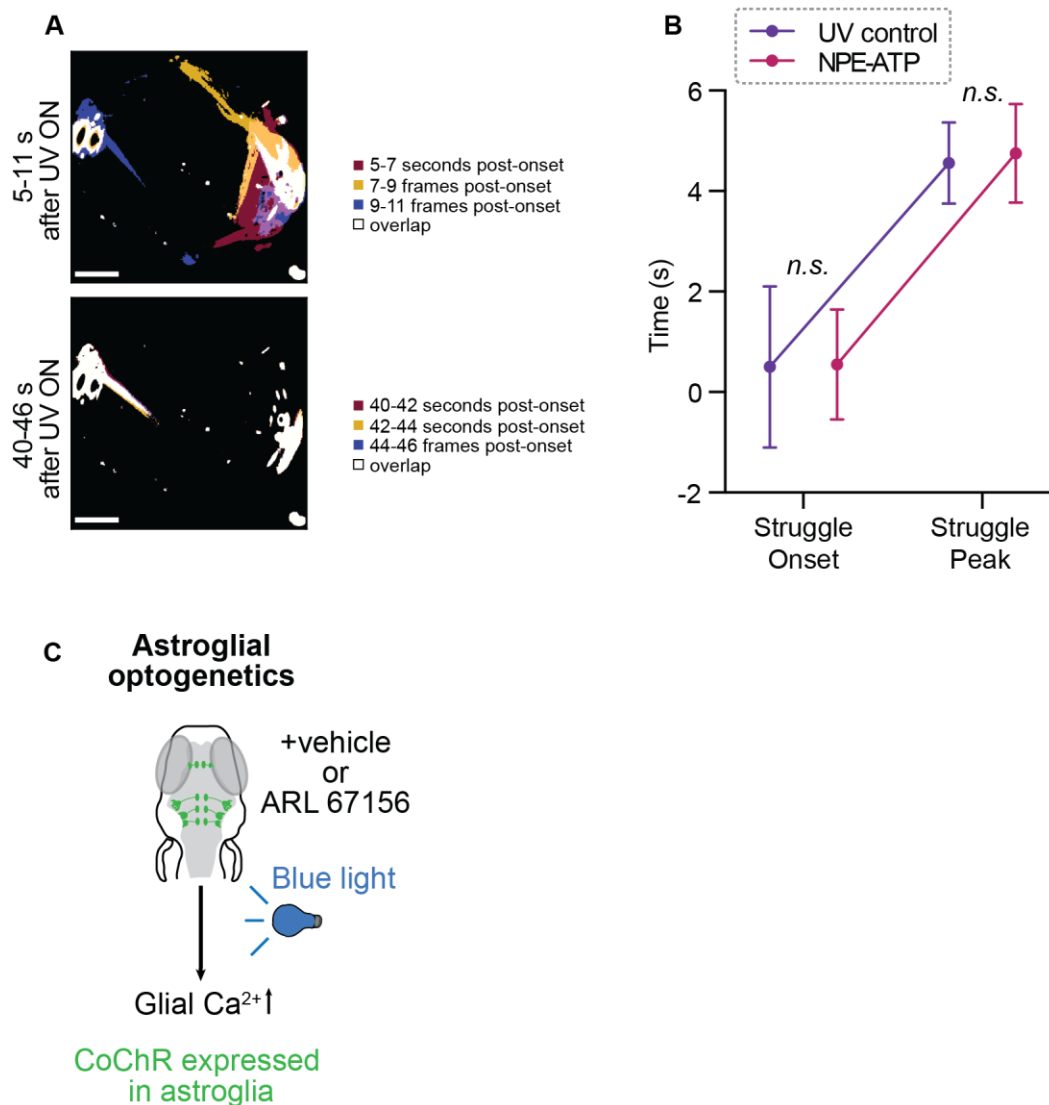 A
5-11 s
after UV ON
5-7 seconds post-onset
7-9 frames post-onset
9-11 frames post-onset
overlap
40-46 s
after UV ON
40-42 seconds post-onset
42-44 seconds post-onset
44-46 frames post-onset
overlap
B
UV control
NPE-ATP
Time (s)
6
4
2
0
-2
n.s.
n.s.
Struggle
Onset
Struggle
Peak
C
Astroglial
optogenetics
+vehicle
or
ARL 67156
Blue light
Glial Ca²⁺↑
CoChR expressed
in astroglia